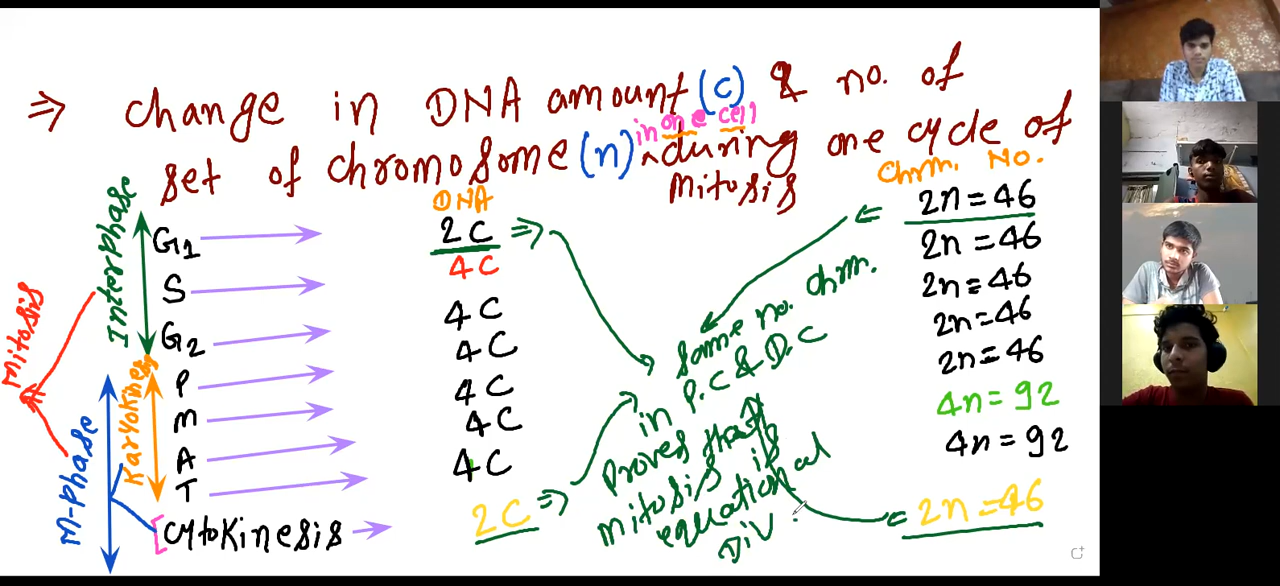 ⇒ change in DNA amount (c) & no. of
set of chromosome (n) in one cell ^ during one cycle of
mitosis
DNA
Chrm. No.
Interphase
G1 → 2C ⇒ ⇐ 2n = 46
S → 4C 2n = 46
G2 → 4C 2n = 46
Mitosis
M-Phase
Karyokinesis
P → 4C 2n = 46
M → 4C 2n = 46
A → 4C 4n = 92
T → 4C 4n = 92
[Cytokinesis → 2C ⇒ ⇐ 2n = 46
Same no. Chrm.
in P.C & D.C
Proves that
mitosis is
equational
Div